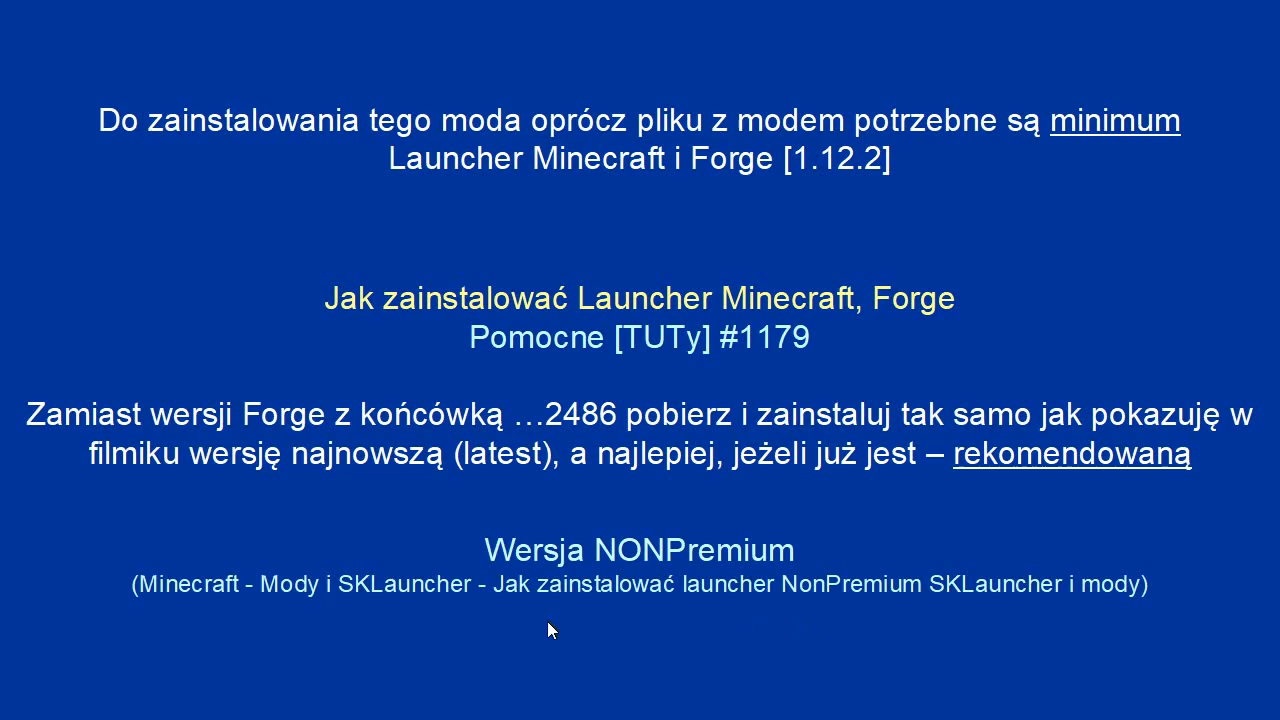 Do zainstalowania tego moda oprócz pliku z modem potrzebne są minimum
Launcher Minecraft i Forge [1.12.2]
Jak zainstalować Launcher Minecraft, Forge
Pomocne [TUTy] #1179
Zamiast wersji Forge z końcówką …2486 pobierz i zainstaluj tak samo jak pokazuję w
filmiku wersję najnowszą (latest), a najlepiej, jeżeli już jest – rekomendowaną
Wersja NONPremium
(Minecraft - Mody i SKLauncher - Jak zainstalować launcher NonPremium SKLauncher i mody)